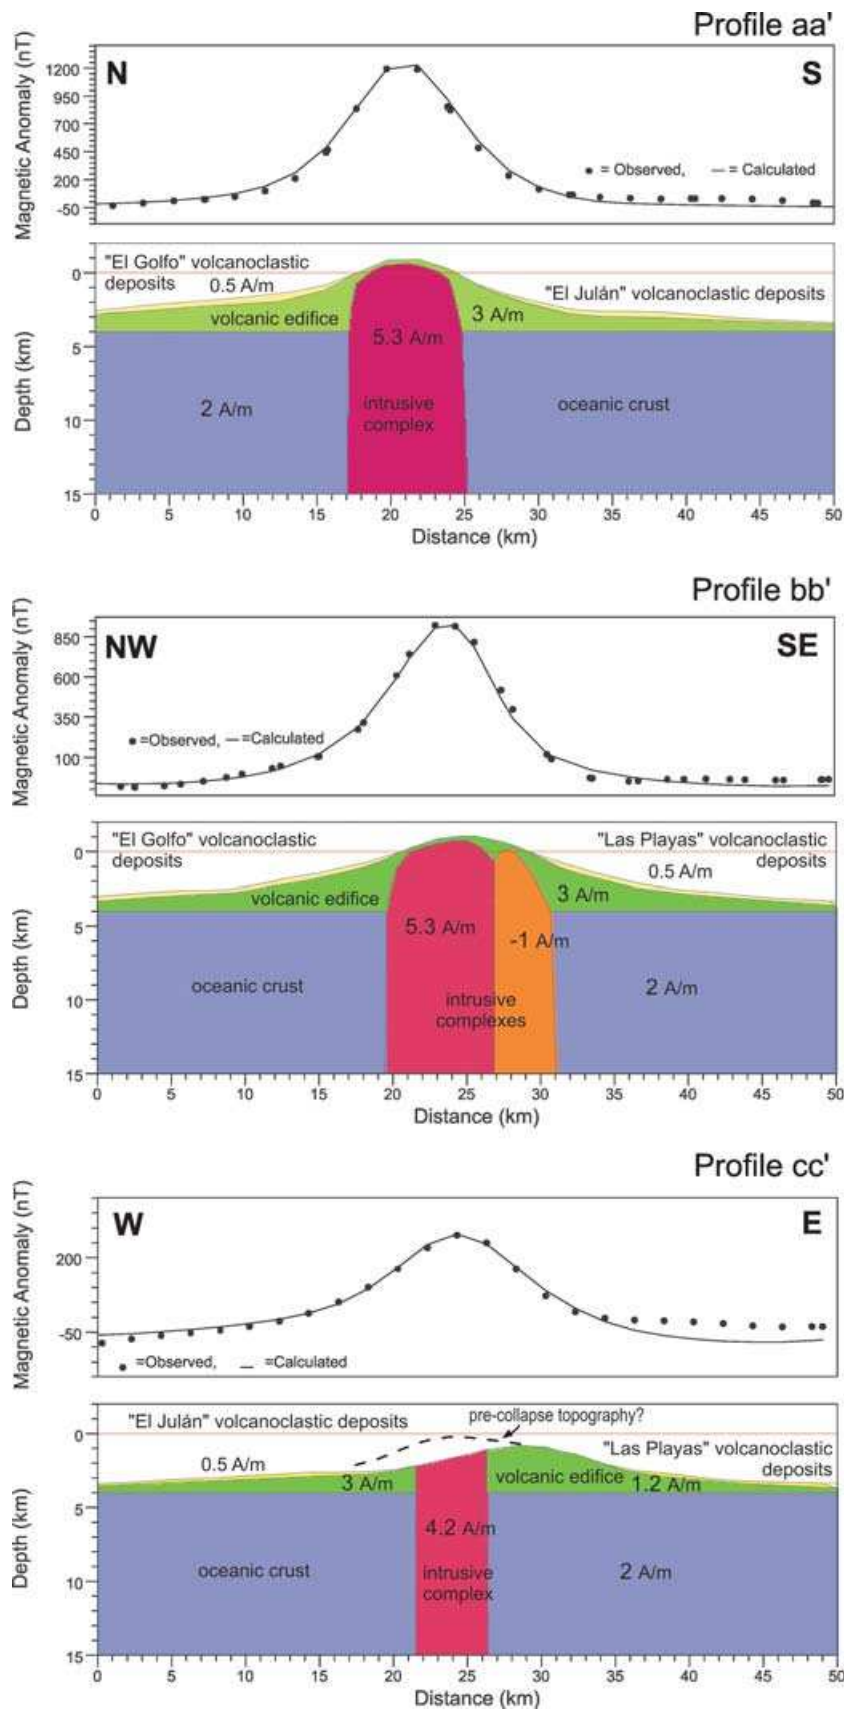 Profile aa'
Magnetic Anomaly (nT)
1200
950
700
450
200
-50
N
S
= Observed, — = Calculated
Depth (km)
0
5
10
15
"El Golfo" volcanoclastic
deposits
0.5 A/m
"El Julán" volcanoclastic deposits
volcanic edifice
3 A/m
5.3 A/m
2 A/m
intrusive
complex
oceanic crust
0 5 10 15 20 25 30 35 40 45 50
Distance (km)
Profile bb'
Magnetic Anomaly (nT)
850
600
350
100
NW
SE
=Observed, —=Calculated
Depth (km)
0
5
10
15
"El Golfo" volcanoclastic
deposits
"Las Playas" volcanoclastic
deposits
0.5 A/m
volcanic edifice
3 A/m
5.3 A/m
-1 A/m
oceanic crust
2 A/m
intrusive
complexes
0 5 10 15 20 25 30 35 40 45 50
Distance (km)
Profile cc'
Magnetic Anomaly (nT)
200
-50
W
E
=Observed, — =Calculated
Depth (km)
0
5
10
15
"El Julán" volcanoclastic deposits
pre-collapse topography?
"Las Playas" volcanoclastic
deposits
0.5 A/m
3 A/m
volcanic edifice
1.2 A/m
4.2 A/m
oceanic crust
intrusive
complex
2 A/m
0 5 10 15 20 25 30 35 40 45 50
Distance (km)